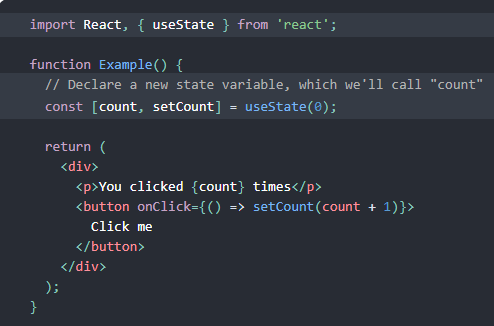 import React, { useState } from 'react';
function Example() {
// Declare a new state variable, which we'll call "count"
const [count, setCount] = useState(0);
return (
<div>
<p>You clicked {count} times</p>
<button onClick={() => setCount(count + 1)}>
Click me
</button>
</div>
);
}